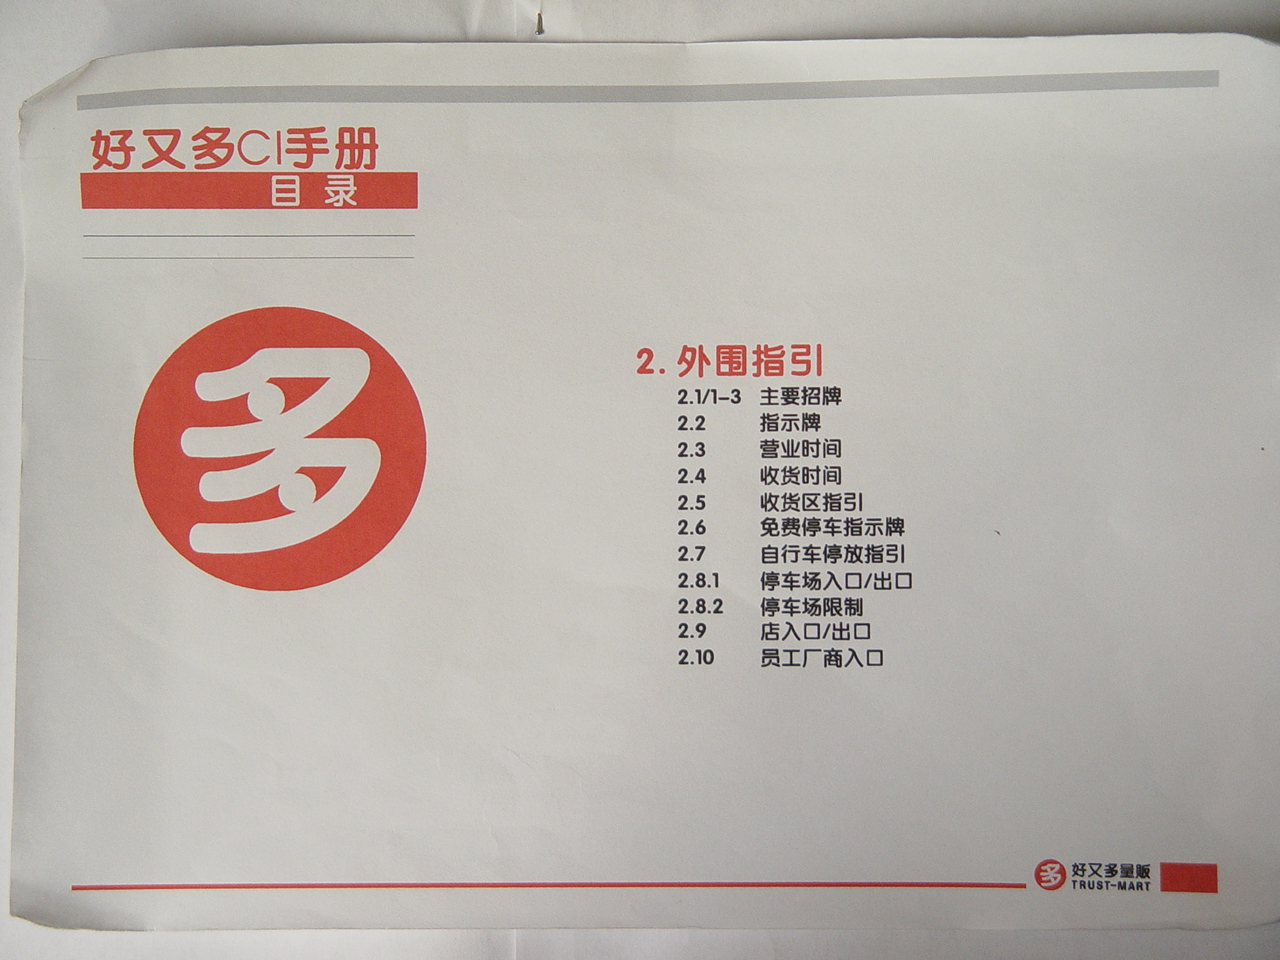 好又多CI手册
目录
多
2. 外围指引
2.1/1-3 主要招牌
2.2 指示牌
2.3 营业时间
2.4 收货时间
2.5 收货区指引
2.6 免费停车指示牌
2.7 自行车停放指引
2.8.1 停车场入口/出口
2.8.2 停车场限制
2.9 店入口/出口
2.10 员工厂商入口
多 好又多量贩
TRUST-MART